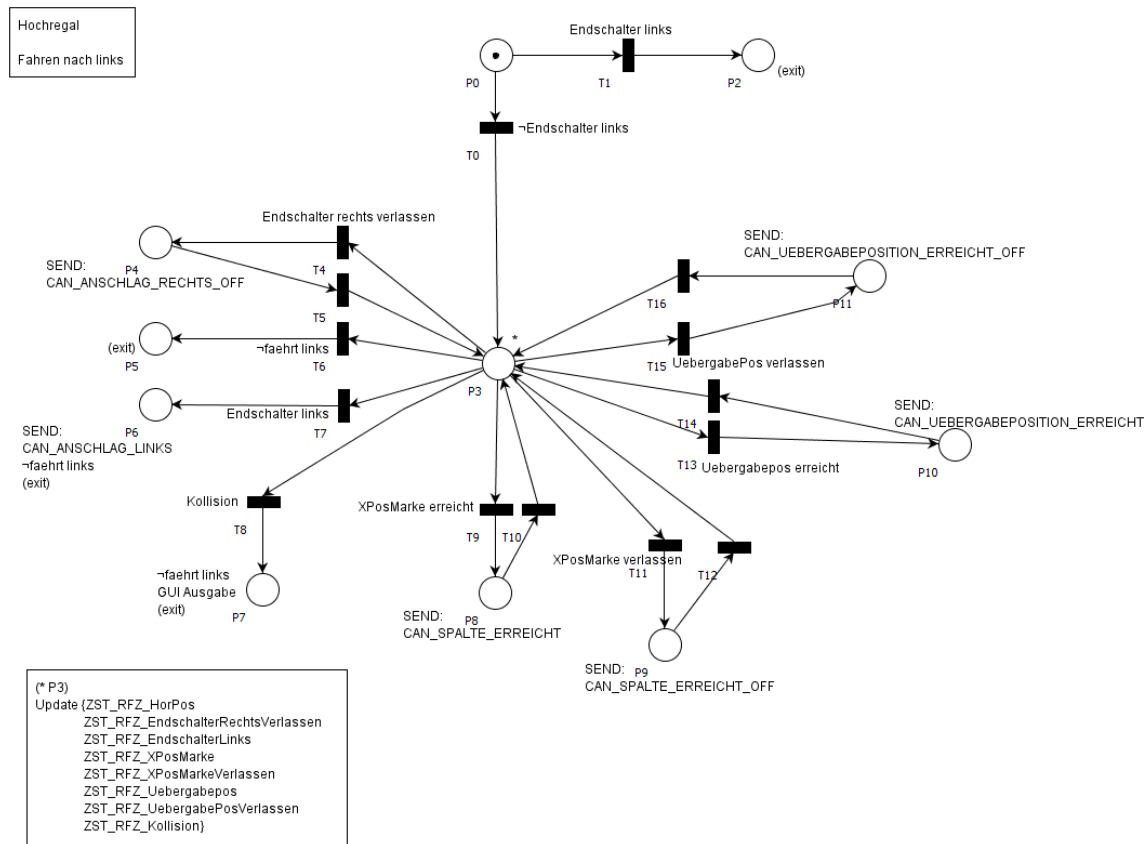 Hochregal
Fahren nach links
Endschalter links
P0
T1
P2
(exit)
¬Endschalter links
T0
Endschalter rechts verlassen
SEND:
CAN_UEBERGABEPOSITION_ERREICHT_OFF
SEND:
P4
CAN_ANSCHLAG_RECHTS_OFF
T4
T16
P11
T5
*
(exit)
¬faehrt links
P5
T6
T15
UebergabePos verlassen
P3
SEND:
CAN_UEBERGABEPOSITION_ERREICHT
Endschalter links
T14
SEND:
P6
T7
CAN_ANSCHLAG_LINKS
¬faehrt links
(exit)
T13
Uebergabepos erreicht
P10
Kollision
XPosMarke erreicht
T8
T9
T10
XPosMarke verlassen
T11
T12
¬faehrt links
GUI Ausgabe
(exit)
P7
SEND:
P8
CAN_SPALTE_ERREICHT
SEND:
P9
CAN_SPALTE_ERREICHT_OFF
(* P3)
Update {ZST_RFZ_HorPos
ZST_RFZ_EndschalterRechtsVerlassen
ZST_RFZ_EndschalterLinks
ZST_RFZ_XPosMarke
ZST_RFZ_XPosMarkeVerlassen
ZST_RFZ_Uebergabepos
ZST_RFZ_UebergabePosVerlassen
ZST_RFZ_Kollision}